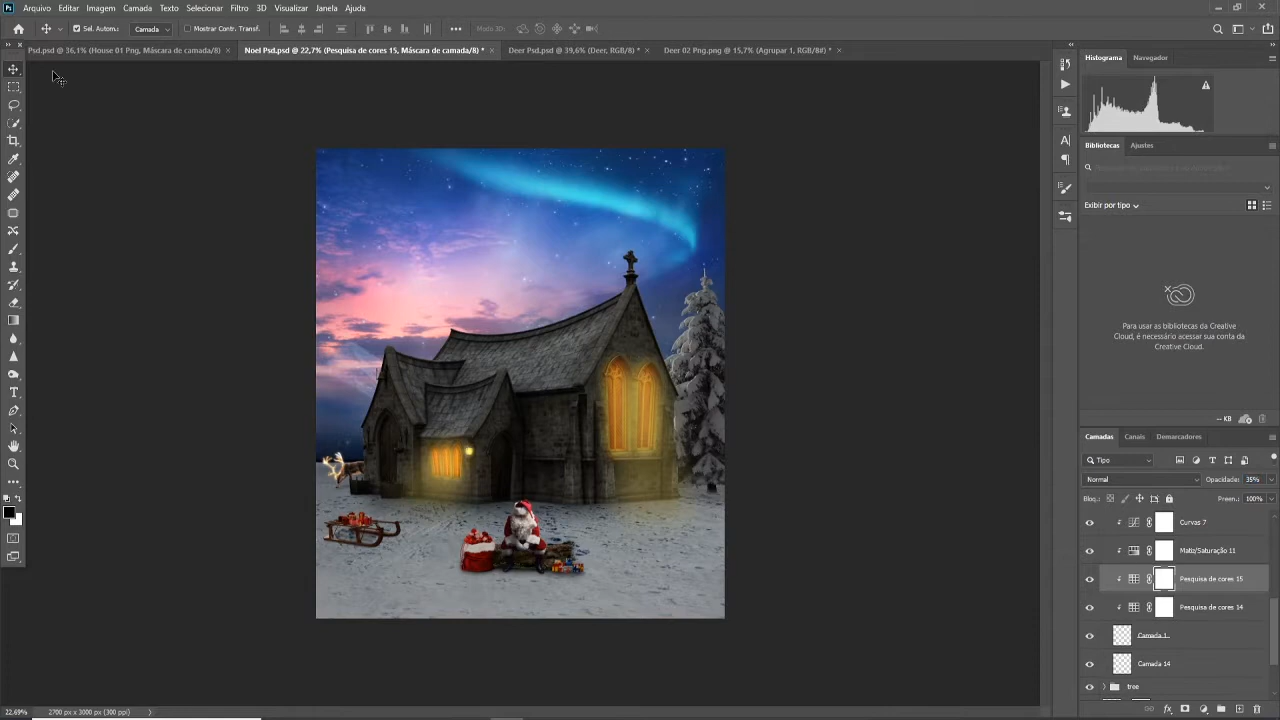 Arquivo Editar Imagem Camada Texto Selecionar Filtro 3D Visualizar Janela Ajuda
Sel. Autom.: Camada Mostrar Contr. Transf. Modo 3D:
Psd.psd @ 36,1% (House 01 Png, Máscara de camada/8) Noel Psd.psd @ 22,7% (Pesquisa de cores 15, Máscara de camada/8) * Deer Psd.psd @ 39,6% (Deer, RGB/8) * Deer 02 Png.png @ 15,7% (Agrupar 1, RGB/8#) *
Histograma Navegador
Bibliotecas Ajustes
Exibir por tipo
Para usar as bibliotecas da Creative
Cloud, é necessário acessar sua conta da
Creative Cloud.
-- KB
Camadas Canais Demarcadores
Tipo
Normal Opacidade: 35%
Bloq.: Preen.: 100%
Curvas 7
Matiz/Saturação 11
Pesquisa de cores 15
Pesquisa de cores 14
Camada 1
Camada 14
tree
22,69% 2700 px x 3000 px (300 ppi)